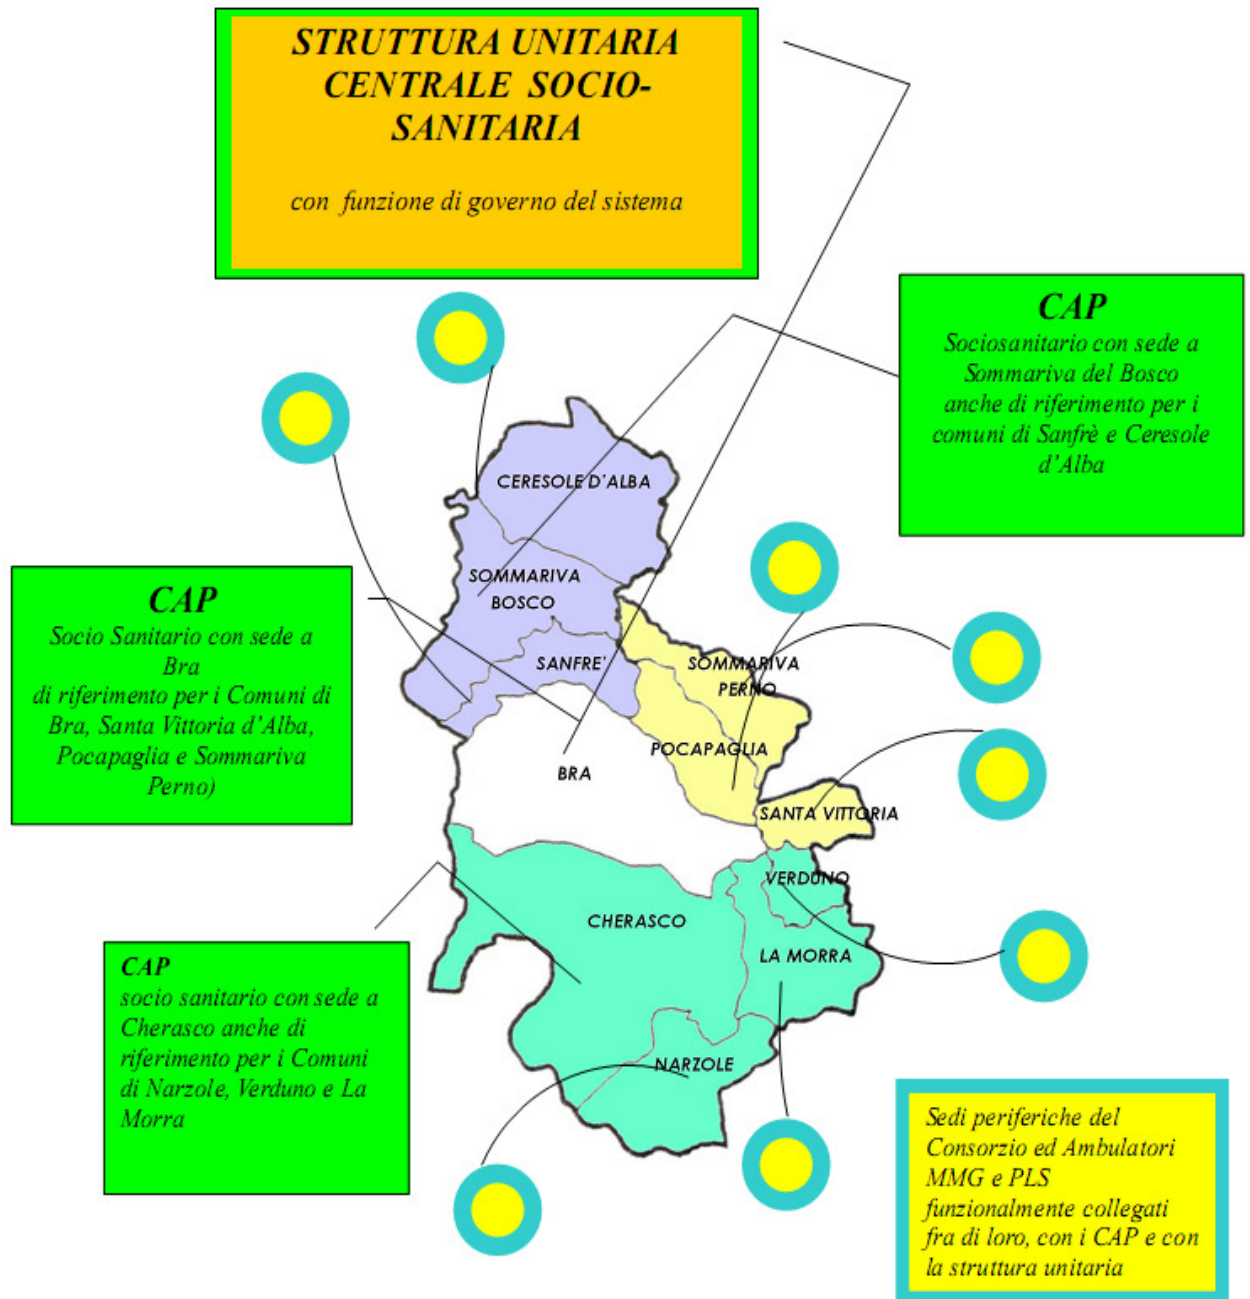 STRUTTURA UNITARIA
CENTRALE SOCIO-
SANITARIA
con funzione di governo del sistema
CAP
Sociosanitario con sede a
Sommariva del Bosco
anche di riferimento per i
comuni di Sanfrè e Ceresole
d'Alba
CERESOLE D'ALBA
SOMMARIVA
BOSCO
SANFRE'
SOMMARIVA
PERNO
POCAPAGLIA
BRA
SANTA VITTORIA
VERDUNO
CHERASCO
LA MORRA
NARZOLE
CAP
Socio Sanitario con sede a
Bra
di riferimento per i Comuni di
Bra, Santa Vittoria d'Alba,
Pocapaglia e Sommariva
Perno)
CAP
socio sanitario con sede a
Cherasco anche di
riferimento per i Comuni
di Narzole, Verduno e La
Morra
Sedi periferiche del
Consorzio ed Ambulatori
MMG e PLS
funzionalmente collegati
fra di loro, con i CAP e con
la struttura unitaria